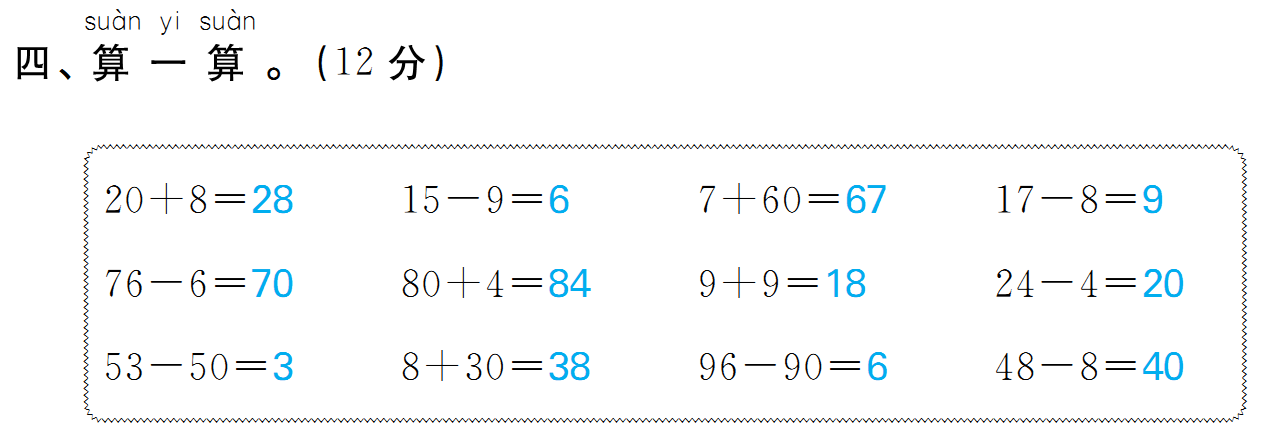 suàn yi suàn
四、算一算。(12分)
20+8=28 15-9=6 7+60=67 17-8=9
76-6=70 80+4=84 9+9=18 24-4=20
53-50=3 8+30=38 96-90=6 48-8=40